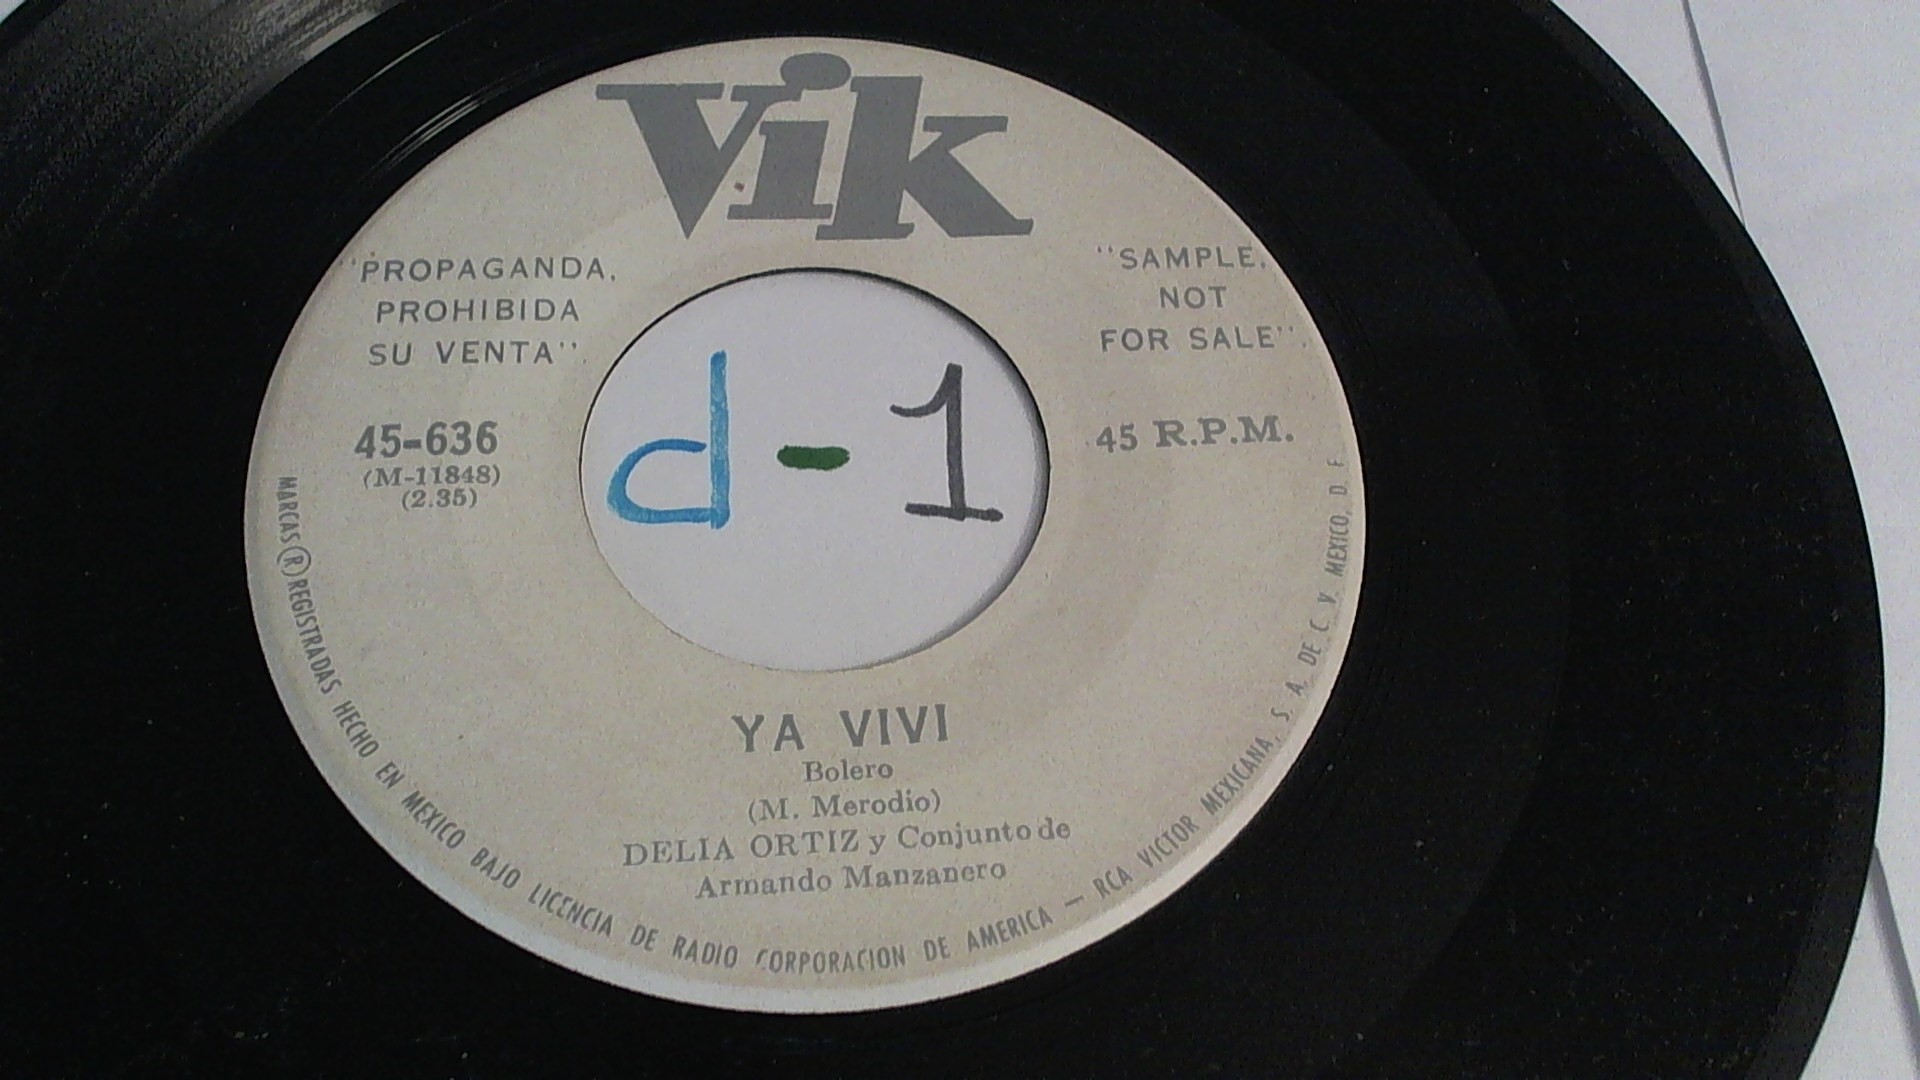 Vik
"PROPAGANDA,
PROHIBIDA
SU VENTA".
"SAMPLE,
NOT
FOR SALE".
45-636
(M-11848)
(2.35)
d-1
45 R.P.M.
YA VIVI
Bolero
(M. Merodio)
DELIA ORTIZ y Conjunto de
Armando Manzanero
MARCAS ® REGISTRADAS HECHO EN MEXICO BAJO LICENCIA DE RADIO CORPORACION DE AMERICA — RCA VICTOR MEXICANA, S. A. DE C. V. MEXICO, D. F.